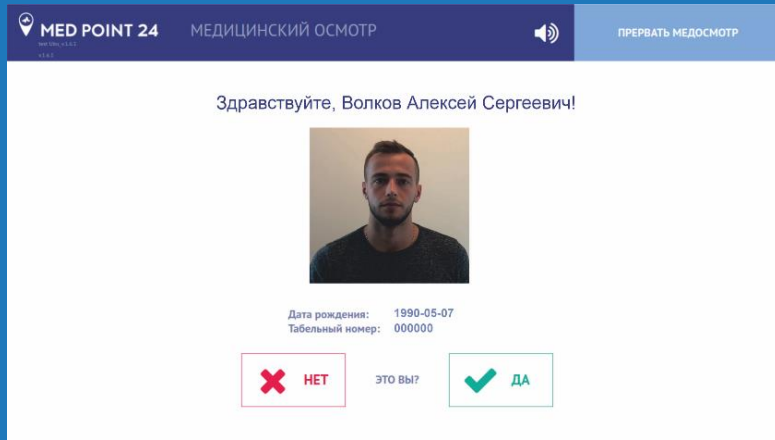 MED POINT 24
МЕДИЦИНСКИЙ ОСМОТР
ПРЕРВАТЬ МЕДОСМОТР
Здравствуйте, Волков Алексей Сергеевич!
Дата рождения: 1990-05-07
Табельный номер: 000000
НЕТ
ЭТО ВЫ?
ДА